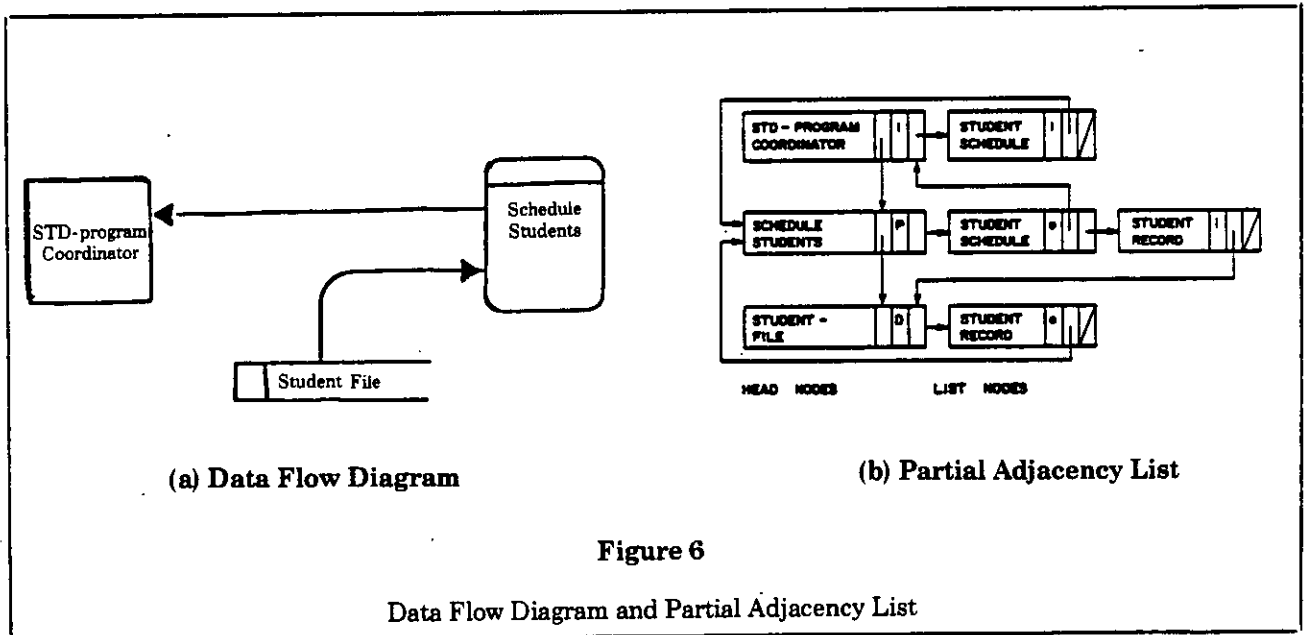 STD-program
Coordinator
Schedule
Students
Student File
(a) Data Flow Diagram
STD - PROGRAM
COORDINATOR
I
STUDENT
SCHEDULE
I
SCHEDULE
STUDENTS
P
STUDENT
SCHEDULE
o
STUDENT
RECORD
I
STUDENT -
FILE
D
STUDENT
RECORD
o
HEAD NODES
LIST NODES
(b) Partial Adjacency List
Figure 6
Data Flow Diagram and Partial Adjacency List